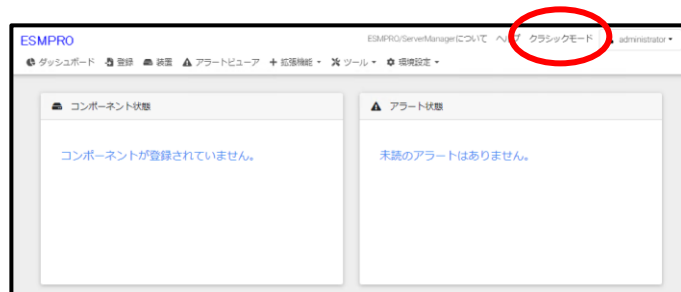 ESMPRO
ESMPRO/ServerManagerについて ヘルプ クラシックモード administrator
ダッシュボード 登録 装置 アラートビューア 拡張機能 ツール 環境設定
コンポーネント状態
アラート状態
コンポーネントが登録されていません。
未読のアラートはありません。